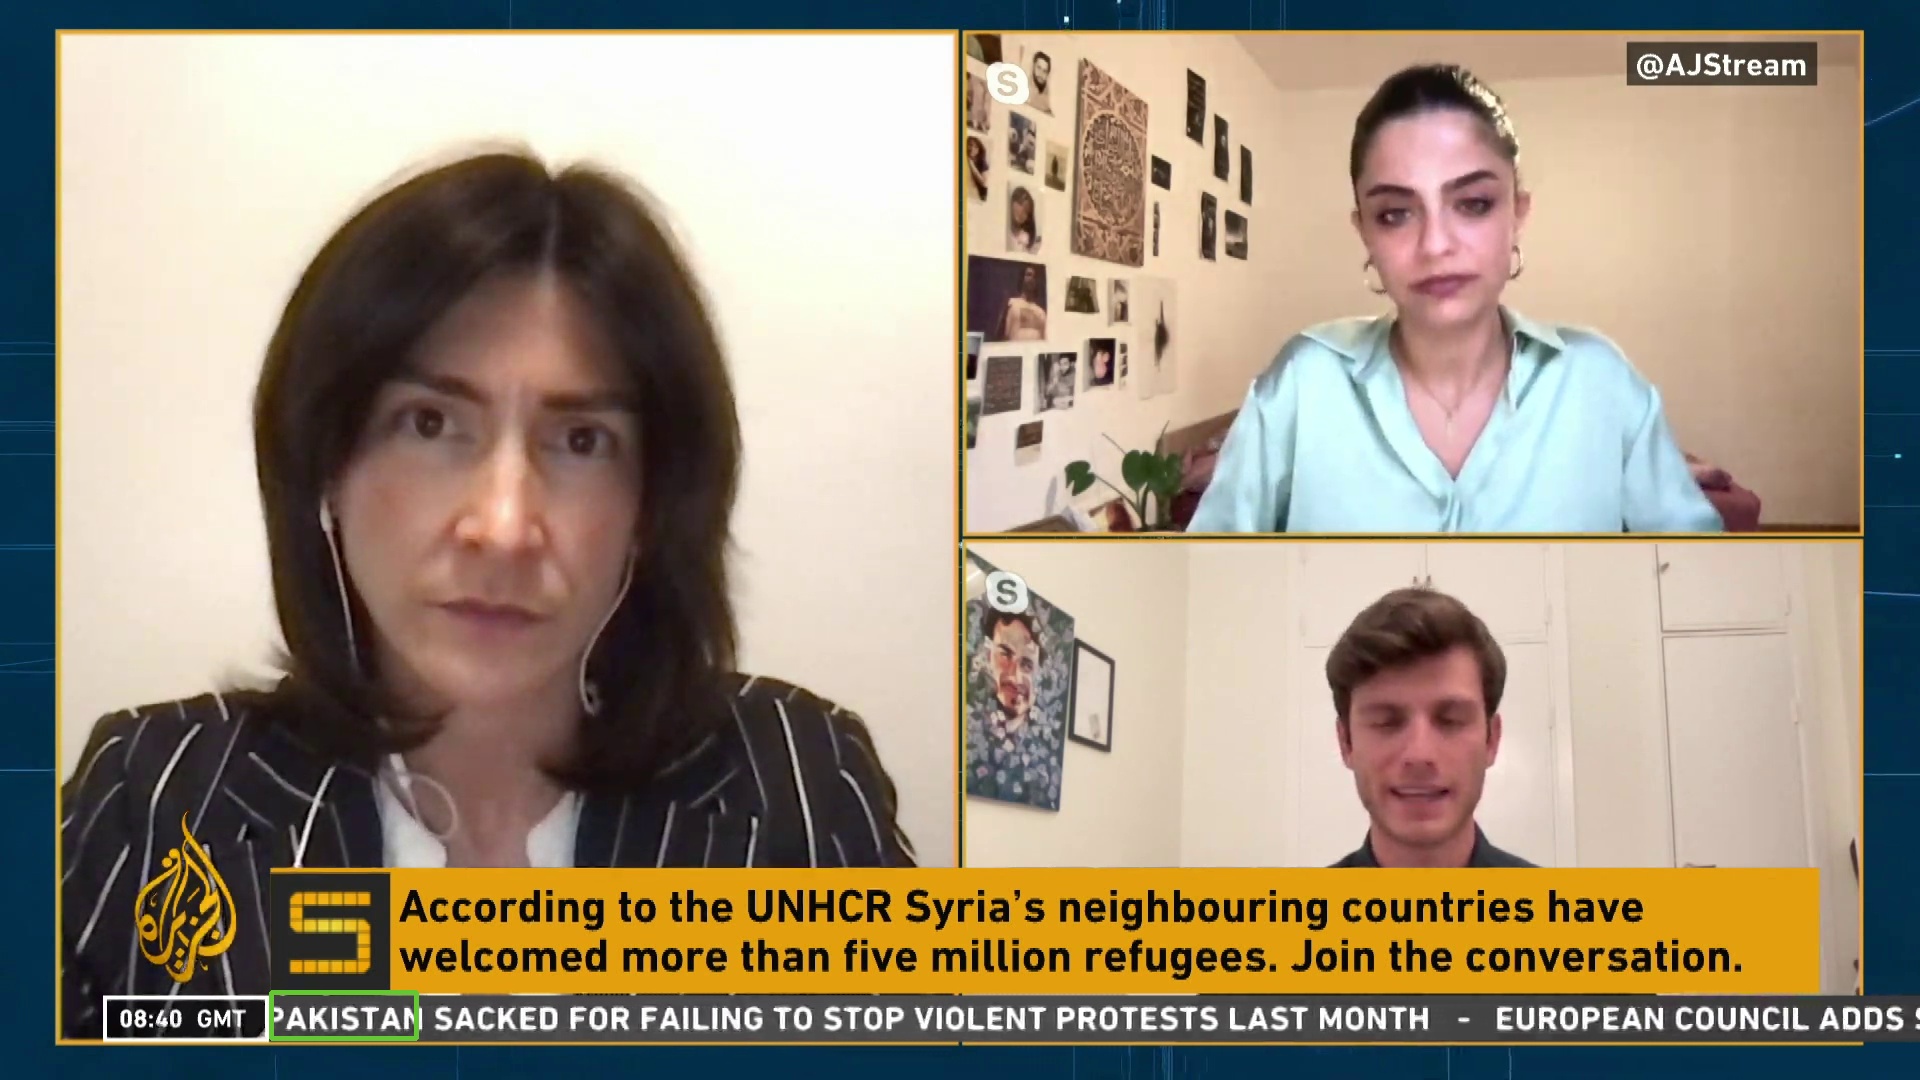 @AJStream
S
S
According to the UNHCR Syria's neighbouring countries have
welcomed more than five million refugees. Join the conversation.
08:40 GMT
PAKISTAN SACKED FOR FAILING TO STOP VIOLENT PROTESTS LAST MONTH - EUROPEAN COUNCIL ADDS
الجزيرة